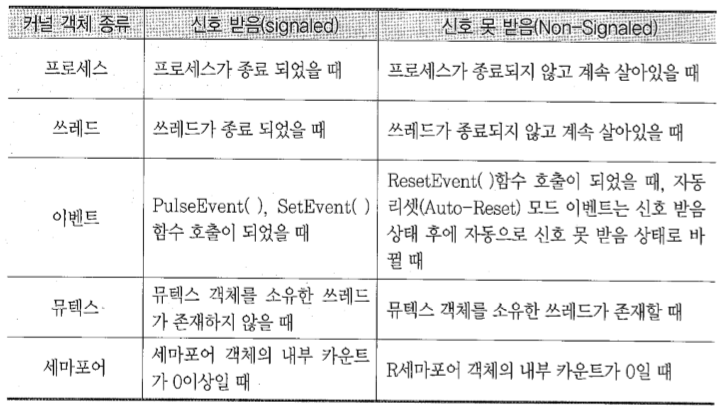 커널 객체 종류
신호 받음(signaled)
신호 못 받음(Non-Signaled)
프로세스
프로세스가 종료 되었을 때
프로세스가 종료되지 않고 계속 살아있을 때
쓰레드
쓰레드가 종료 되었을 때
쓰레드가 종료되지 않고 계속 살아있을 때
이벤트
PulseEvent( ), SetEvent( )
함수 호출이 되었을 때
ResetEvent( )함수 호출이 되었을 때, 자동
리셋(Auto-Reset) 모드 이벤트는 신호 받음
상태 후에 자동으로 신호 못 받음 상태로 바
뀔 때
뮤텍스
뮤텍스 객체를 소유한 쓰레드
가 존재하지 않을 때
뮤텍스 객체를 소유한 쓰레드가 존재할 때
세마포어
세마포어 객체의 내부 카운트
가 0이상일 때
R세마포어 객체의 내부 카운트가 0일 때